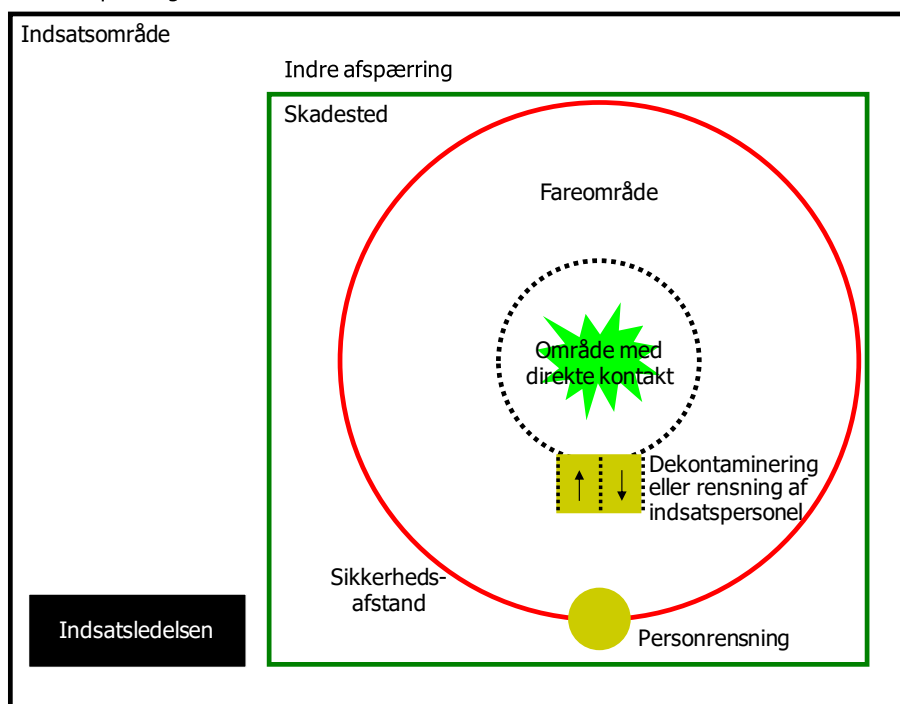 Indsatsområde
Indre afspærring
Skadested
Fareområde
Område med
direkte kontakt
Dekontaminering
eller rensning af
indsatspersonel
Sikkerheds-
afstand
Indsatsledelsen
Personrensning